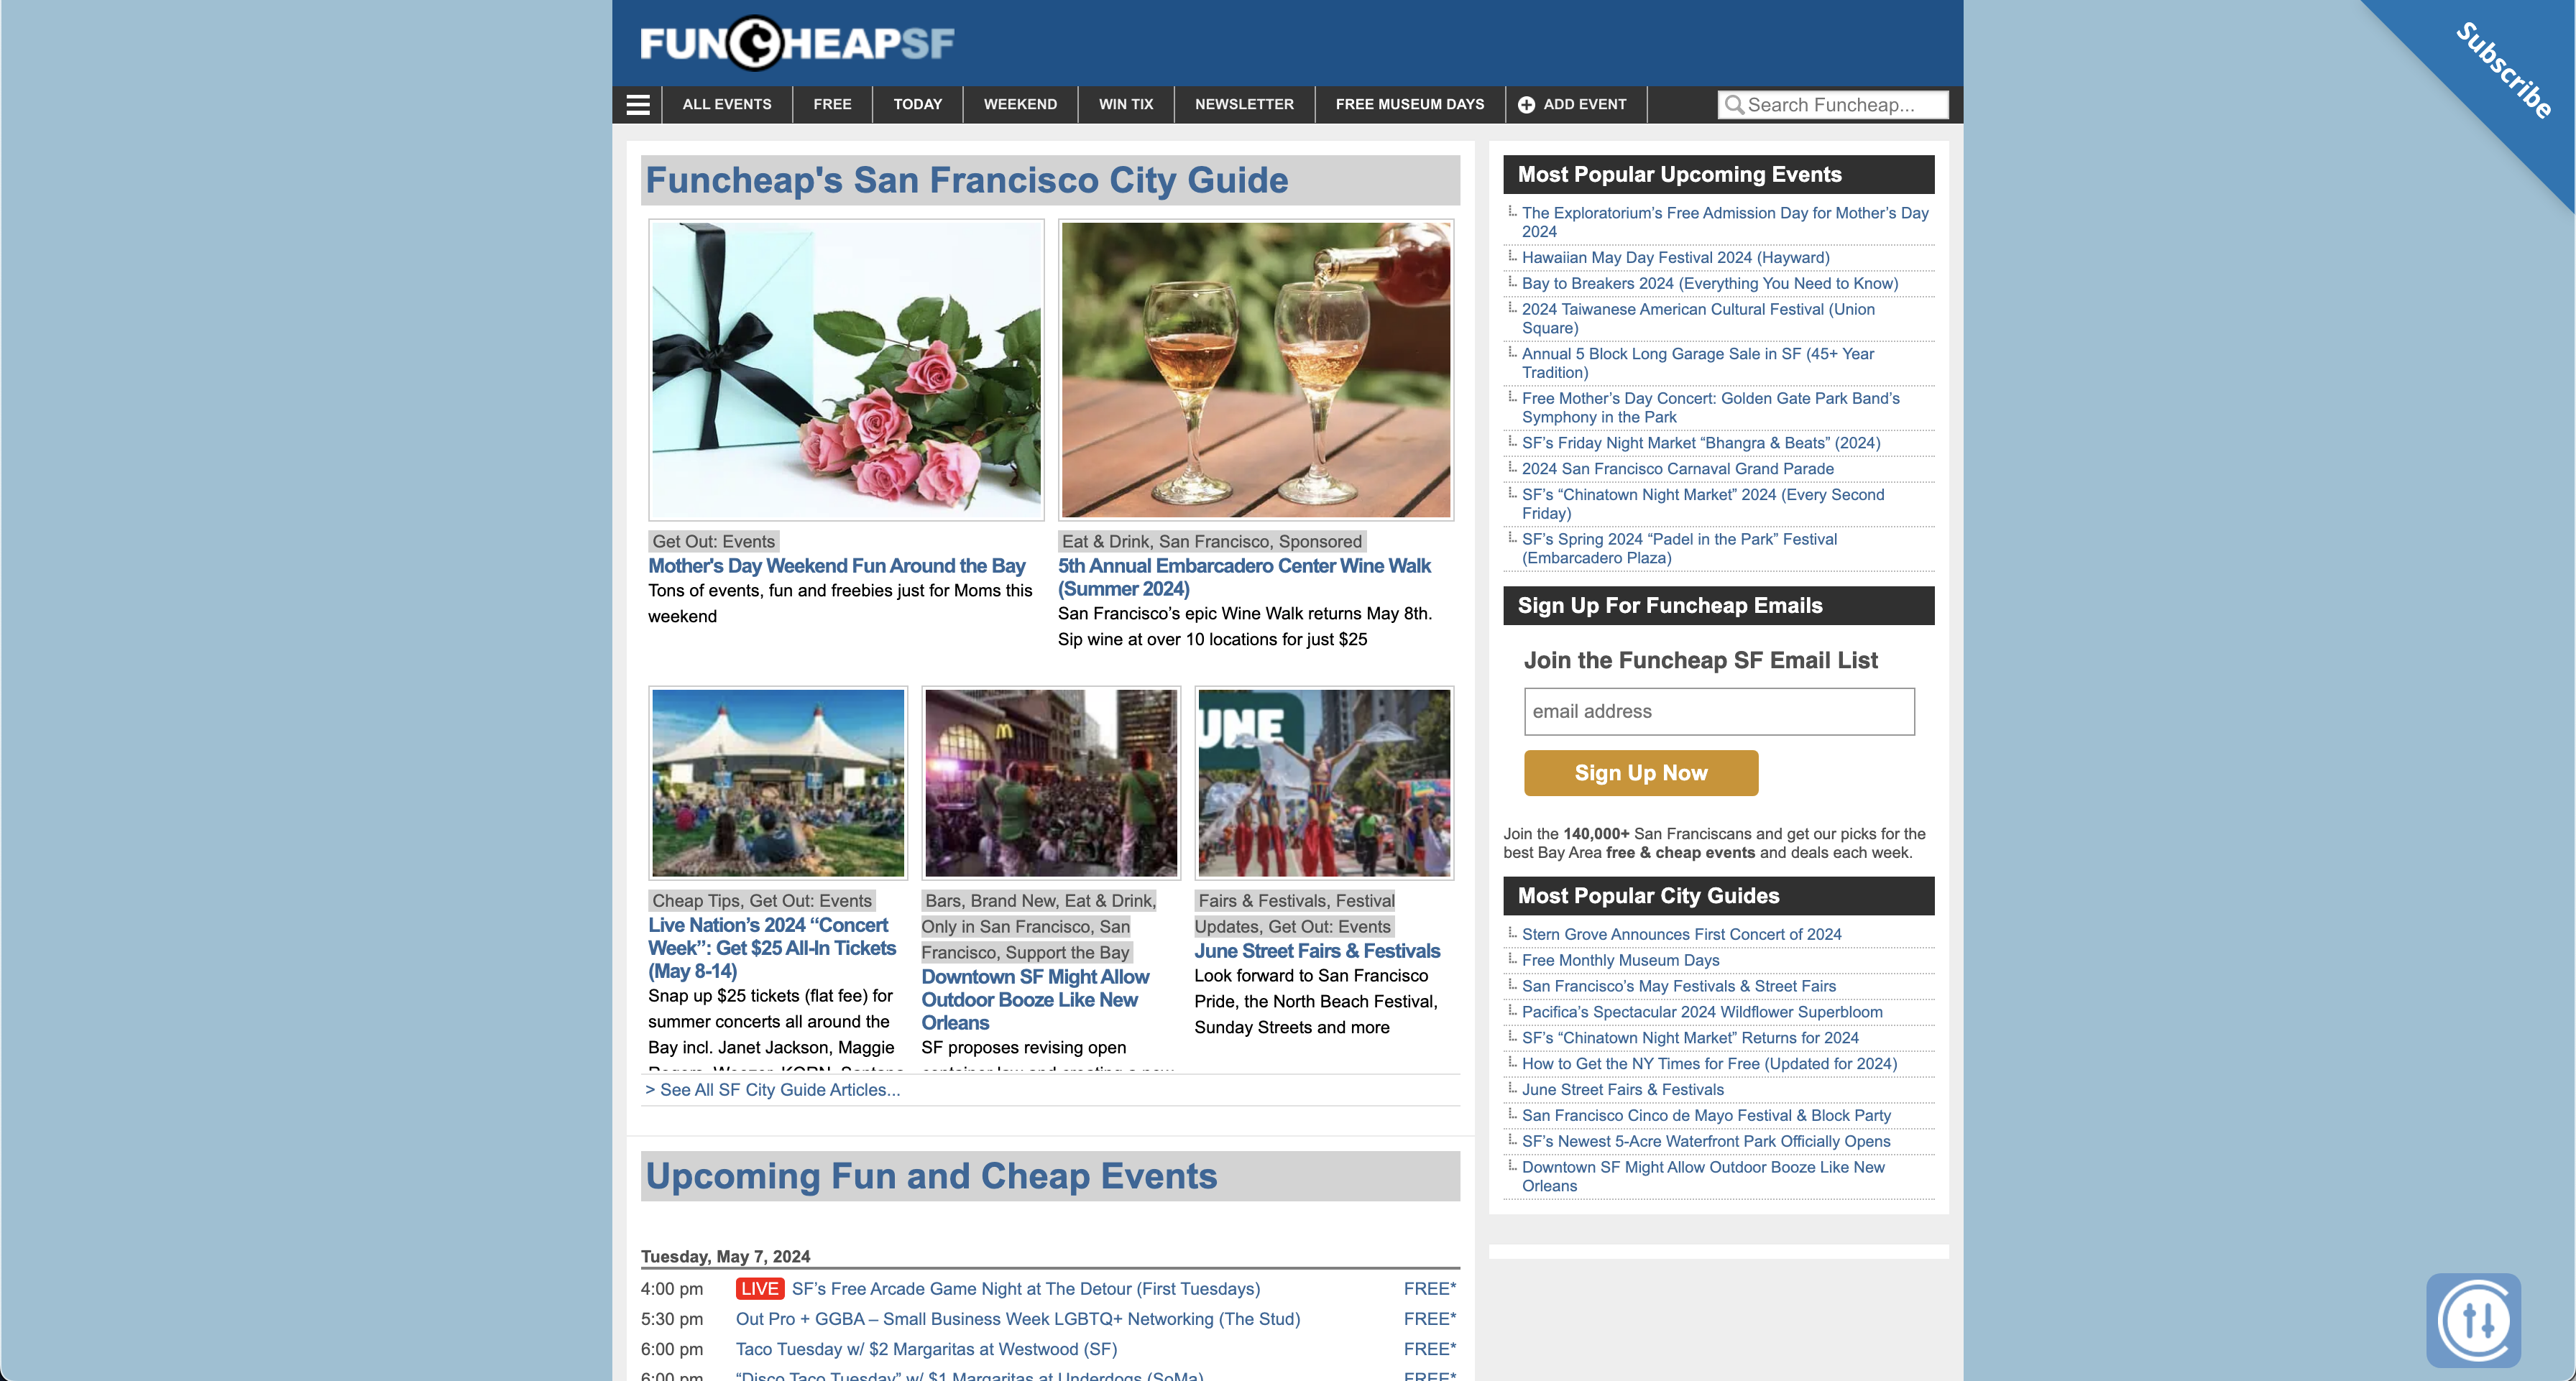 FUNCHEAPSF
Subscribe
ALL EVENTS
FREE
TODAY
WEEKEND
WIN TIX
NEWSLETTER
FREE MUSEUM DAYS
ADD EVENT
Search Funcheap...
Funcheap's San Francisco City Guide
Get Out: Events
Mother's Day Weekend Fun Around the Bay
Tons of events, fun and freebies just for Moms this
weekend
Eat & Drink, San Francisco, Sponsored
5th Annual Embarcadero Center Wine Walk
(Summer 2024)
San Francisco’s epic Wine Walk returns May 8th.
Sip wine at over 10 locations for just $25
UNE
Cheap Tips, Get Out: Events
Live Nation’s 2024 “Concert
Week”: Get $25 All-In Tickets
(May 8-14)
Snap up $25 tickets (flat fee) for
summer concerts all around the
Bay incl. Janet Jackson, Maggie
Rogers, Weezer, KORN, Santana
Bars, Brand New, Eat & Drink,
Only in San Francisco, San
Francisco, Support the Bay
Downtown SF Might Allow
Outdoor Booze Like New
Orleans
SF proposes revising open
container law and creating a new
Fairs & Festivals, Festival
Updates, Get Out: Events
June Street Fairs & Festivals
Look forward to San Francisco
Pride, the North Beach Festival,
Sunday Streets and more
> See All SF City Guide Articles...
Upcoming Fun and Cheap Events
Tuesday, May 7, 2024
4:00 pm LIVE SF’s Free Arcade Game Night at The Detour (First Tuesdays) FREE*
5:30 pm Out Pro + GGBA – Small Business Week LGBTQ+ Networking (The Stud) FREE*
6:00 pm Taco Tuesday w/ $2 Margaritas at Westwood (SF) FREE*
6:00 pm “Disco Taco Tuesday” w/ $1 Margaritas at Underdogs (SoMa) FREE*
Most Popular Upcoming Events
The Exploratorium’s Free Admission Day for Mother’s Day
2024
Hawaiian May Day Festival 2024 (Hayward)
Bay to Breakers 2024 (Everything You Need to Know)
2024 Taiwanese American Cultural Festival (Union
Square)
Annual 5 Block Long Garage Sale in SF (45+ Year
Tradition)
Free Mother’s Day Concert: Golden Gate Park Band’s
Symphony in the Park
SF’s Friday Night Market “Bhangra & Beats” (2024)
2024 San Francisco Carnaval Grand Parade
SF’s “Chinatown Night Market” 2024 (Every Second
Friday)
SF’s Spring 2024 “Padel in the Park” Festival
(Embarcadero Plaza)
Sign Up For Funcheap Emails
Join the Funcheap SF Email List
email address
Sign Up Now
Join the 140,000+ San Franciscans and get our picks for the
best Bay Area free & cheap events and deals each week.
Most Popular City Guides
Stern Grove Announces First Concert of 2024
Free Monthly Museum Days
San Francisco’s May Festivals & Street Fairs
Pacifica’s Spectacular 2024 Wildflower Superbloom
SF’s “Chinatown Night Market” Returns for 2024
How to Get the NY Times for Free (Updated for 2024)
June Street Fairs & Festivals
San Francisco Cinco de Mayo Festival & Block Party
SF’s Newest 5-Acre Waterfront Park Officially Opens
Downtown SF Might Allow Outdoor Booze Like New
Orleans